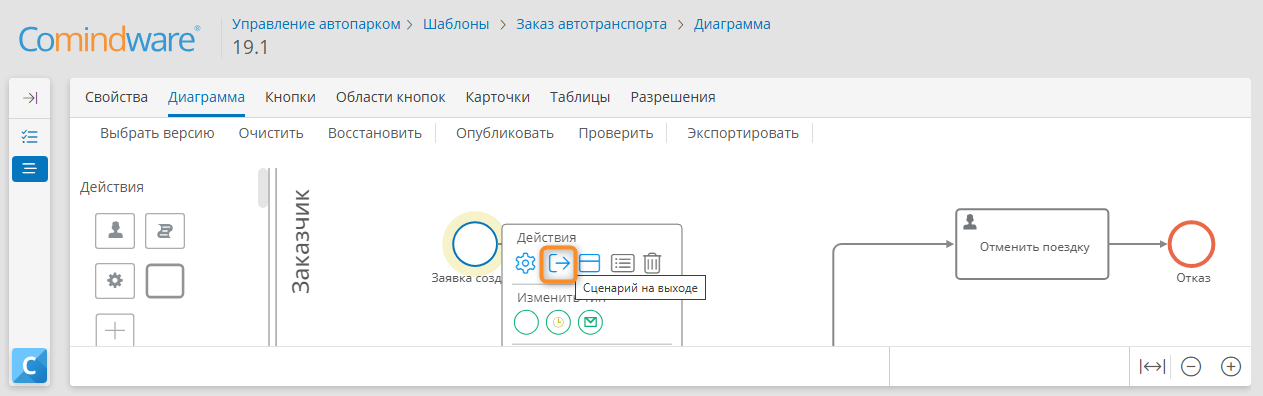 Comindware®
Управление автопарком > Шаблоны > Заказ автотранспорта > Диаграмма
19.1
Свойства Диаграмма Кнопки Области кнопок Карточки Таблицы Разрешения
Выбрать версию Очистить Восстановить Опубликовать Проверить Экспортировать
Действия
Заказчик
Заявка созд
Действия
Сценарий на выходе
Изменить тип
Отменить поездку
Отказ
C